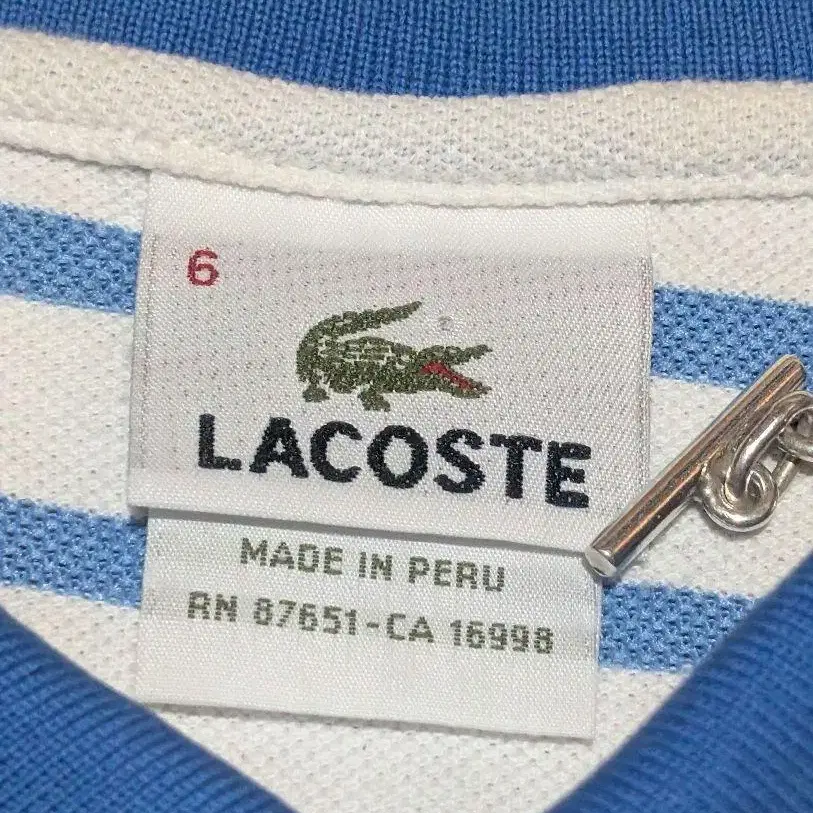 6
LACOSTE
MADE IN PERU
RN 87651-CA 16998